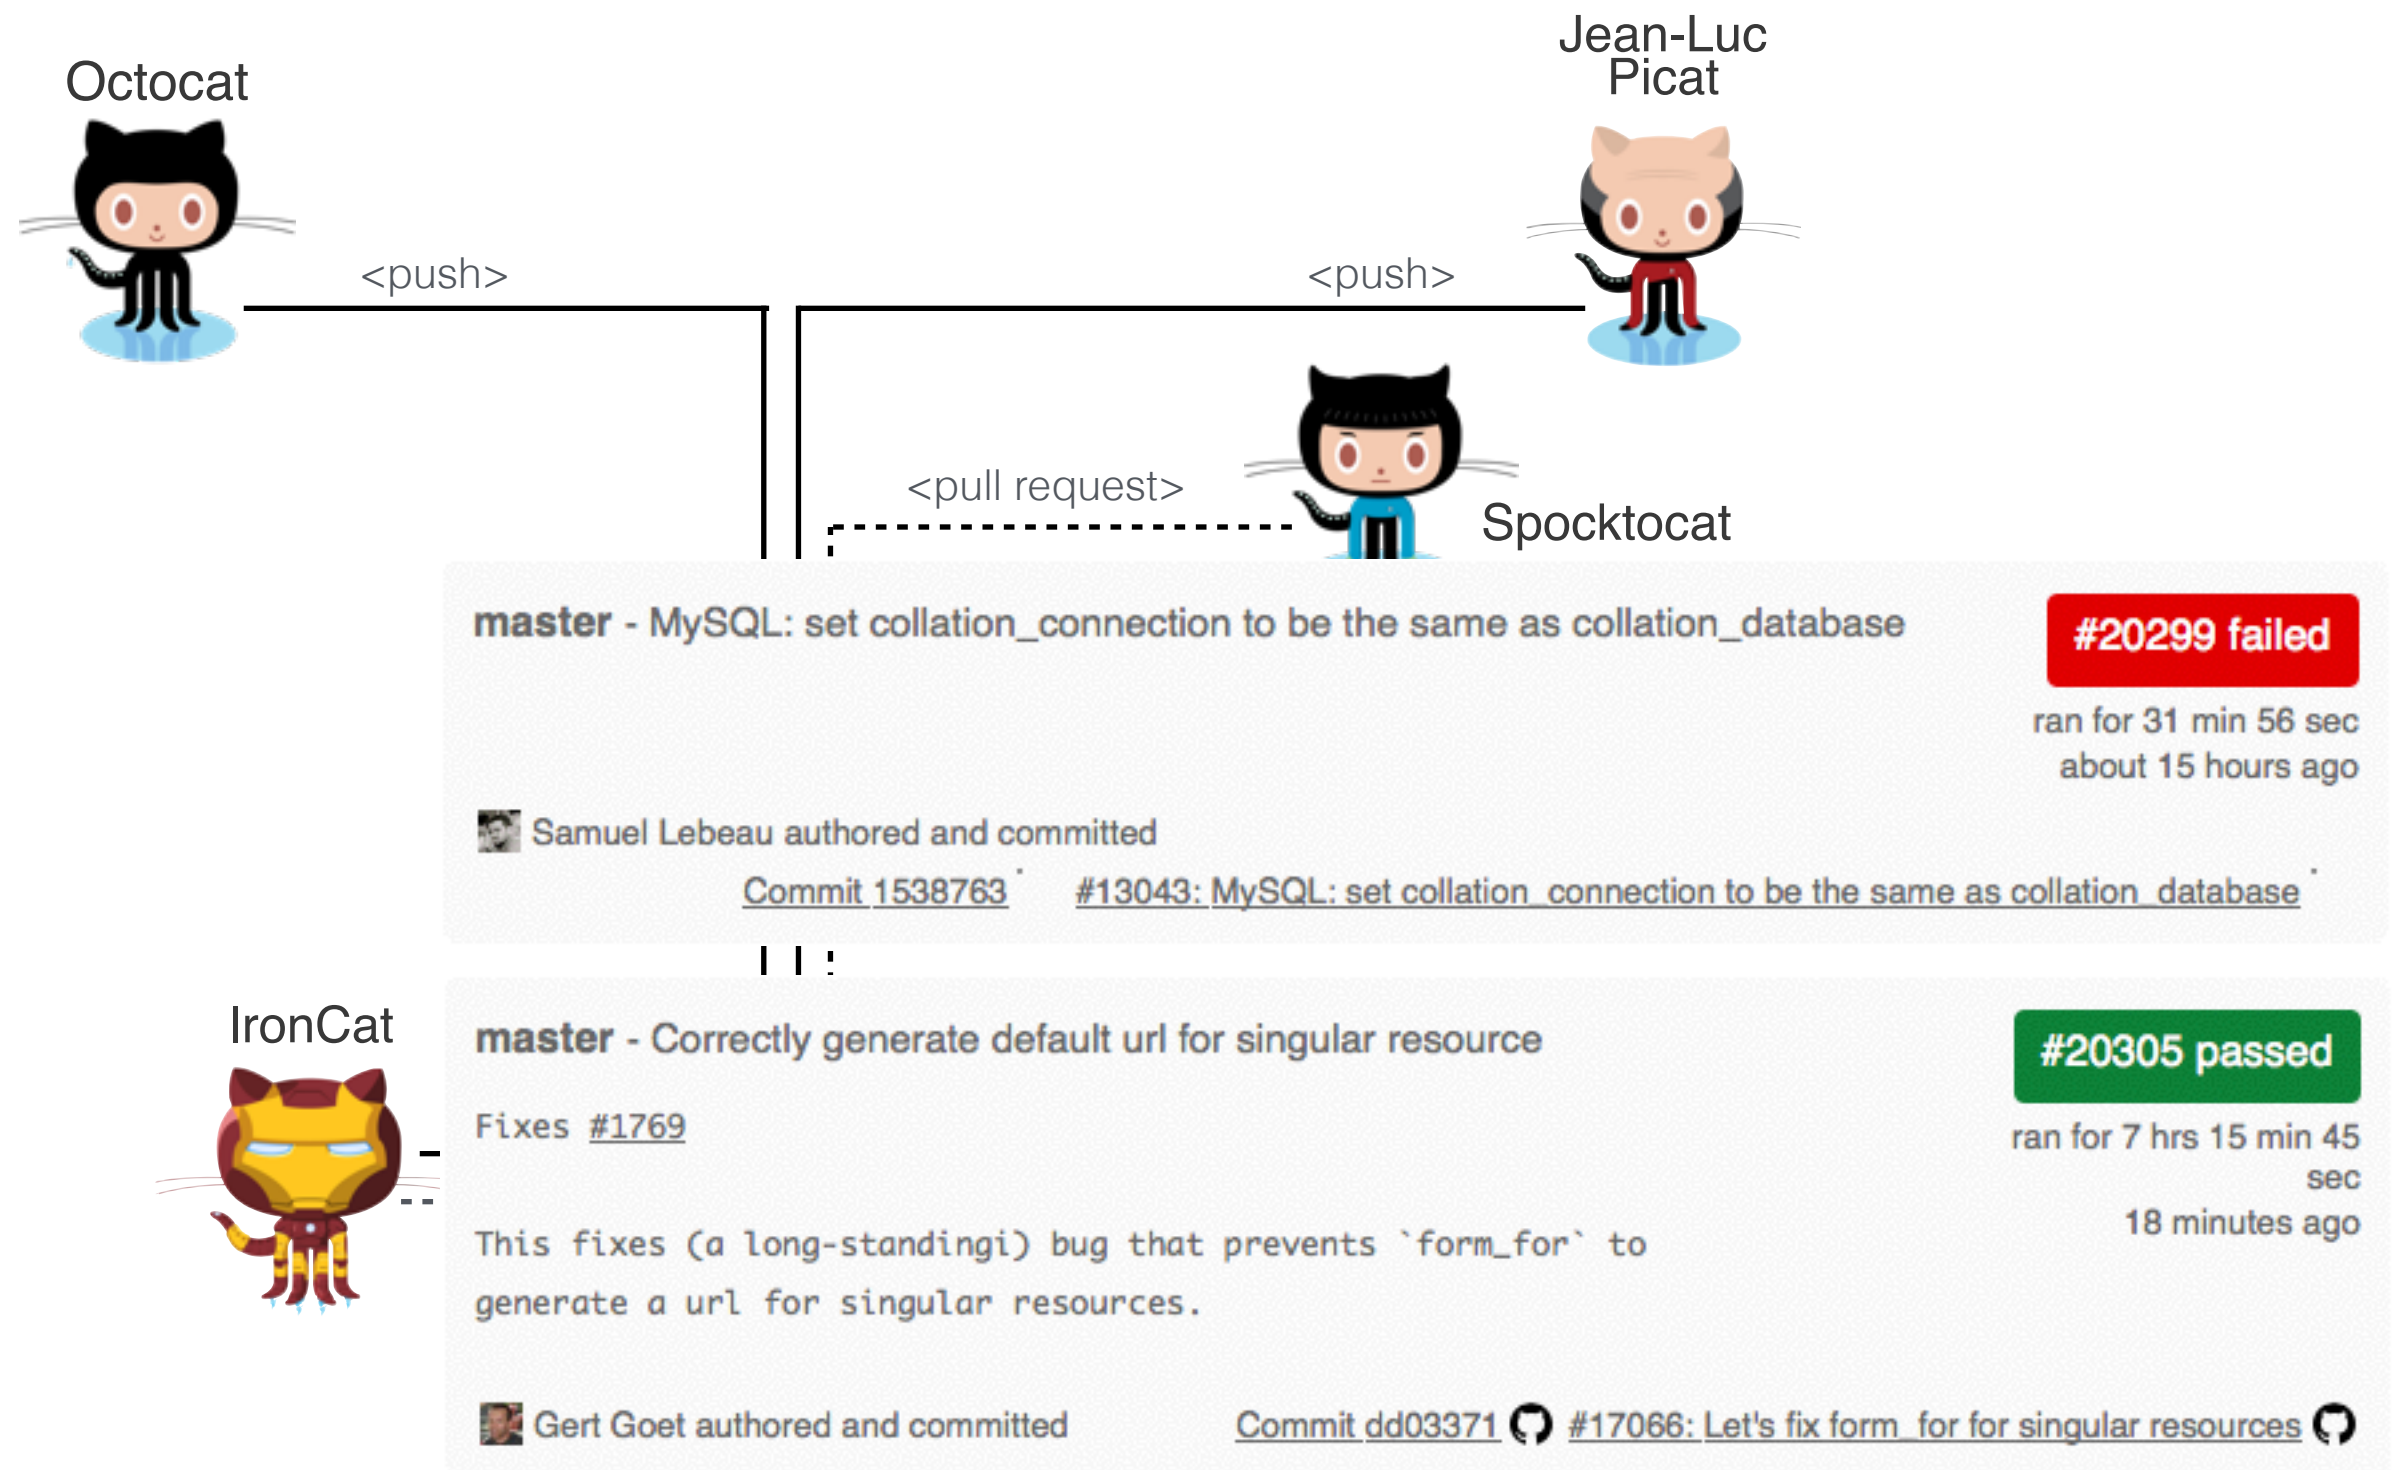 Jean-Luc
Picat
Octocat
<push>
<push>
<pull request>
Spocktocat
master - MySQL: set collation_connection to be the same as collation_database
#20299 failed
ran for 31 min 56 sec
about 15 hours ago
Samuel Lebeau authored and committed
Commit 1538763 #13043: MySQL: set collation_connection to be the same as collation_database
IronCat
master - Correctly generate default url for singular resource
#20305 passed
Fixes #1769
ran for 7 hrs 15 min 45
sec
18 minutes ago
This fixes (a long-standingi) bug that prevents `form_for` to
generate a url for singular resources.
Gert Goet authored and committed
Commit dd03371 #17066: Let's fix form_for for singular resources